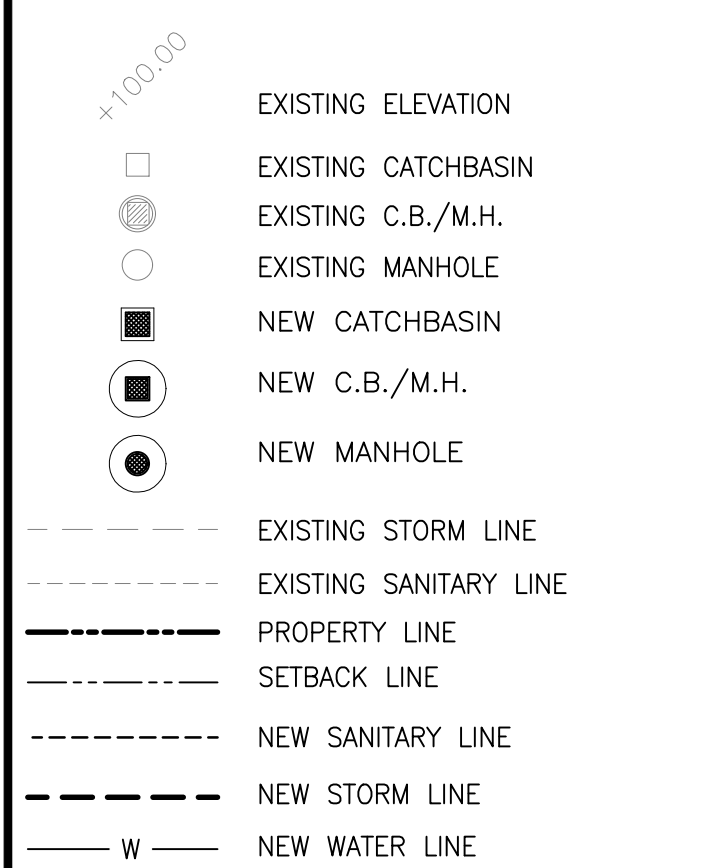 +100.00
EXISTING ELEVATION
EXISTING CATCHBASIN
EXISTING C.B./M.H.
EXISTING MANHOLE
NEW CATCHBASIN
NEW C.B./M.H.
NEW MANHOLE
EXISTING STORM LINE
EXISTING SANITARY LINE
PROPERTY LINE
SETBACK LINE
NEW SANITARY LINE
NEW STORM LINE
W NEW WATER LINE